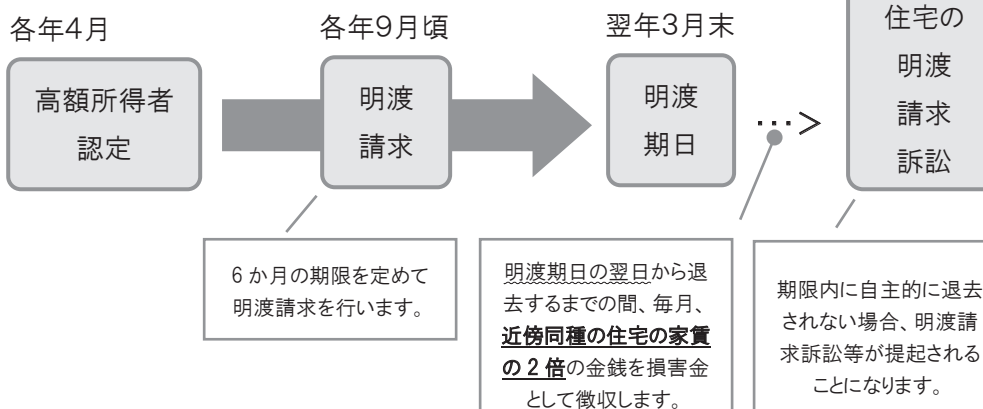 各年4月
各年9月頃
翌年3月末
高額所得者
認定
明渡
請求
明渡
期日
…>
住宅の
明渡
請求
訴訟
6か月の期限を定めて
明渡請求を行います。
明渡期日の翌日から退
去するまでの間、毎月、
近傍同種の住宅の家賃
の2倍の金銭を損害金
として徴収します。
期限内に自主的に退去
されない場合、明渡請
求訴訟等が提起される
ことになります。